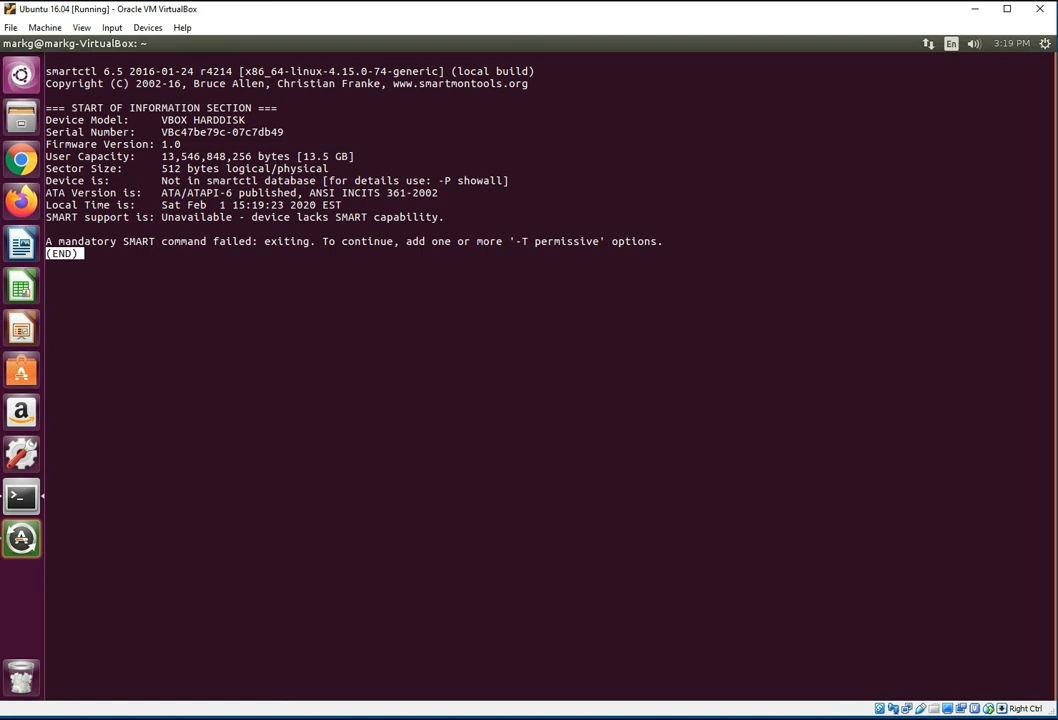 Ubuntu 16.04 [Running] - Oracle VM VirtualBox
File Machine View Input Devices Help
markg@markg-VirtualBox: ~ En 3:19 PM
smartctl 6.5 2016-01-24 r4214 [x86_64-linux-4.15.0-74-generic] (local build)
Copyright (C) 2002-16, Bruce Allen, Christian Franke, www.smartmontools.org
=== START OF INFORMATION SECTION ===
Device Model: VBOX HARDDISK
Serial Number: VBc47be79c-07c7db49
Firmware Version: 1.0
User Capacity: 13,546,848,256 bytes [13.5 GB]
Sector Size: 512 bytes logical/physical
Device is: Not in smartctl database [for details use: -P showall]
ATA Version is: ATA/ATAPI-6 published, ANSI INCITS 361-2002
Local Time is: Sat Feb  1 15:19:23 2020 EST
SMART support is: Unavailable - device lacks SMART capability.
A mandatory SMART command failed: exiting. To continue, add one or more '-T permissive' options.
(END)
Right Ctrl